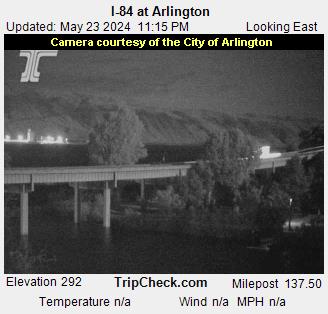 I-84 at Arlington
Updated: May 23 2024 11:15 PM Looking East
Camera courtesy of the City of Arlington
Elevation 292 TripCheck.com Milepost 137.50
Temperature n/a Wind n/a MPH n/a